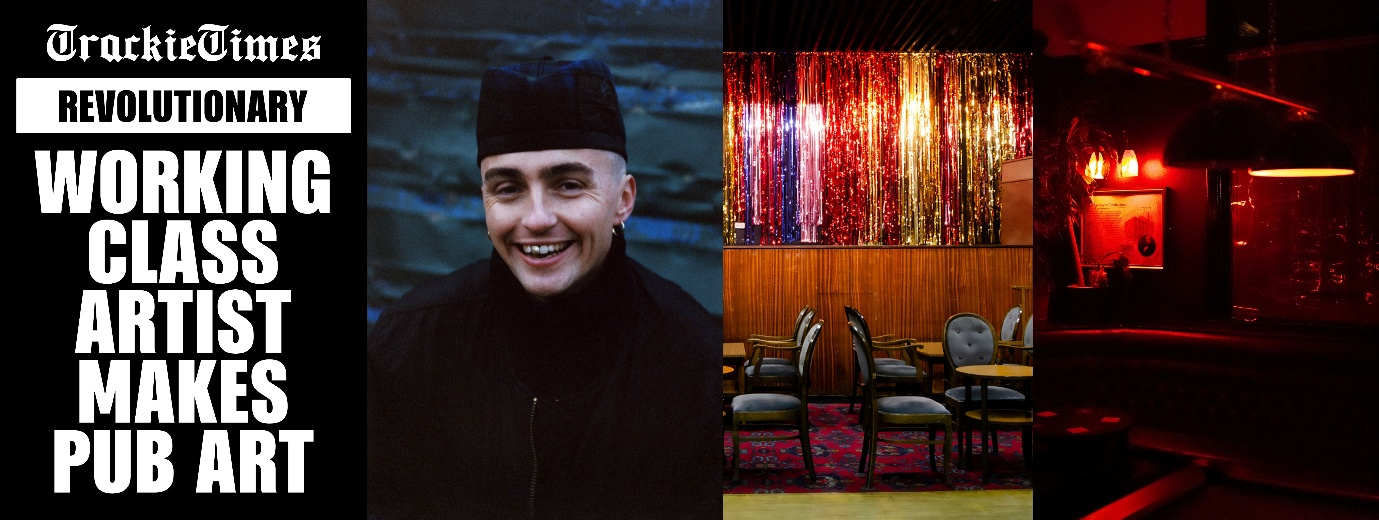 TrackieTimes
REVOLUTIONARY
WORKING
CLASS
ARTIST
MAKES
PUB ART